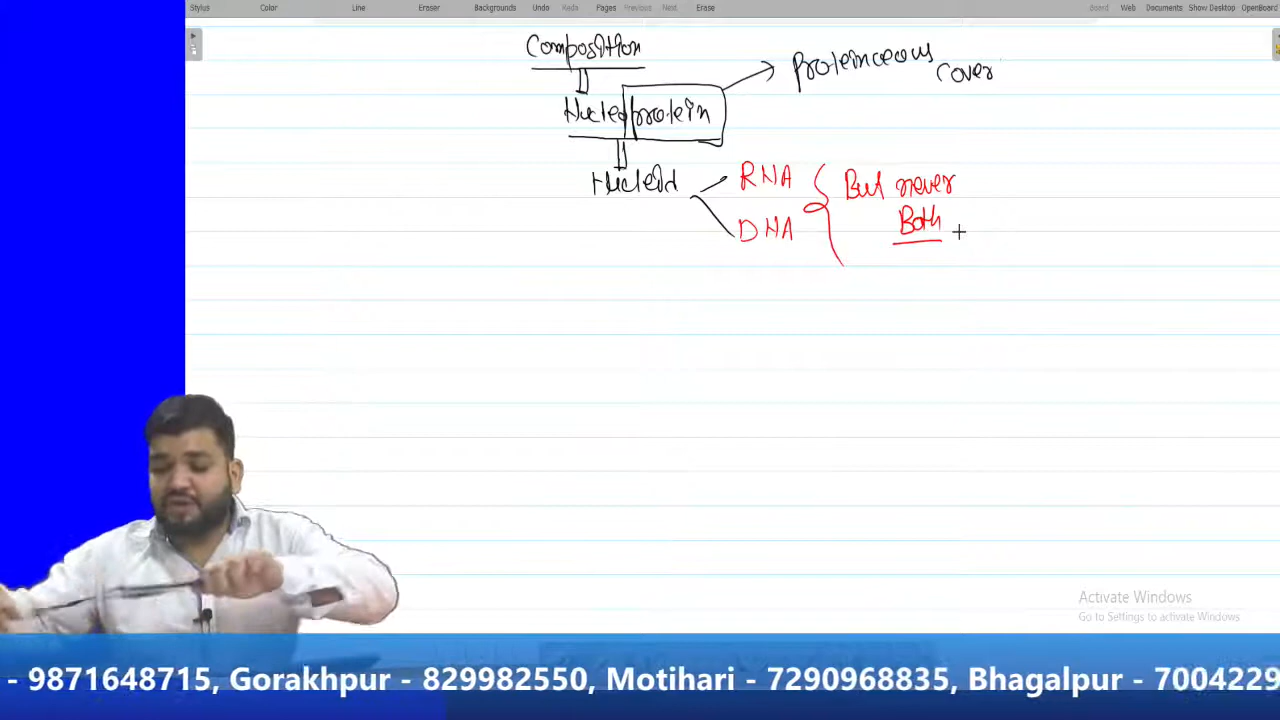 Stylus Color Line Eraser Backgrounds Undo Redo Pages Previous Next Erase Board Web Documents Show Desktop OpenBoard
Composition
Nucleoprotein
Proteinceous
cover
Nucleoid
RNA
DNA
But never
Both
Activate Windows
Go to Settings to activate Windows
- 9871648715, Gorakhpur - 829982550, Motihari - 7290968835, Bhagalpur - 7004229